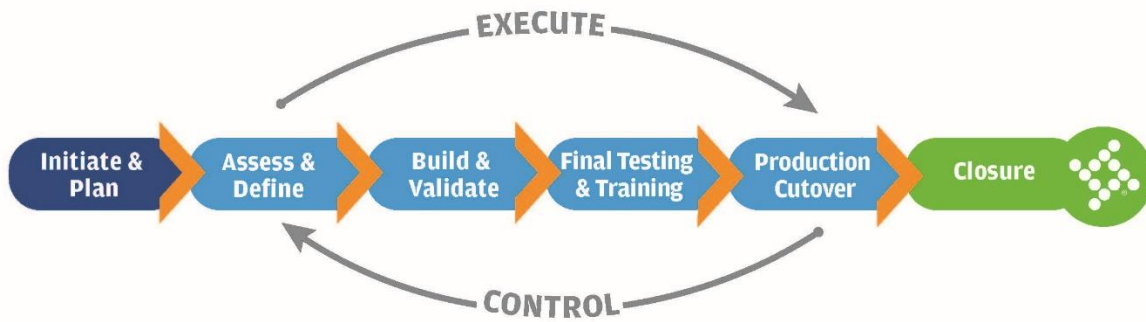 EXECUTE
Initiate &
Plan
Assess &
Define
Build &
Validate
Final Testing
& Training
Production
Cutover
Closure
CONTROL